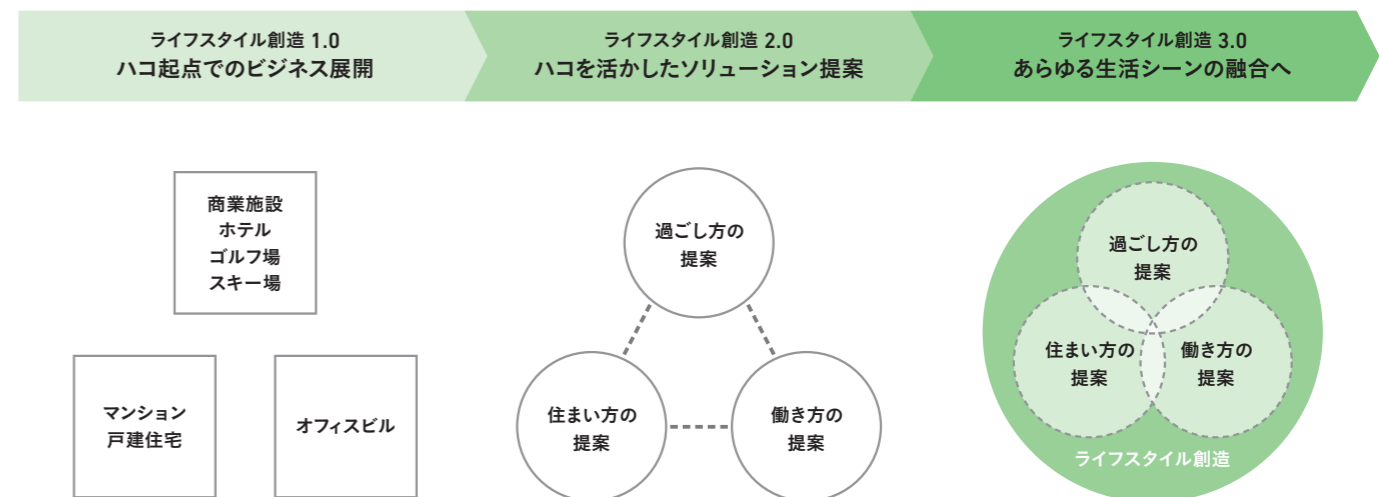 ライフスタイル創造 1.0
ハコ起点でのビジネス展開
ライフスタイル創造 2.0
ハコを活かしたソリューション提案
ライフスタイル創造 3.0
あらゆる生活シーンの融合へ
商業施設
ホテル
ゴルフ場
スキー場
マンション
戸建住宅
オフィスビル
過ごし方の
提案
住まい方の
提案
働き方の
提案
過ごし方の
提案
住まい方の
提案
働き方の
提案
ライフスタイル創造